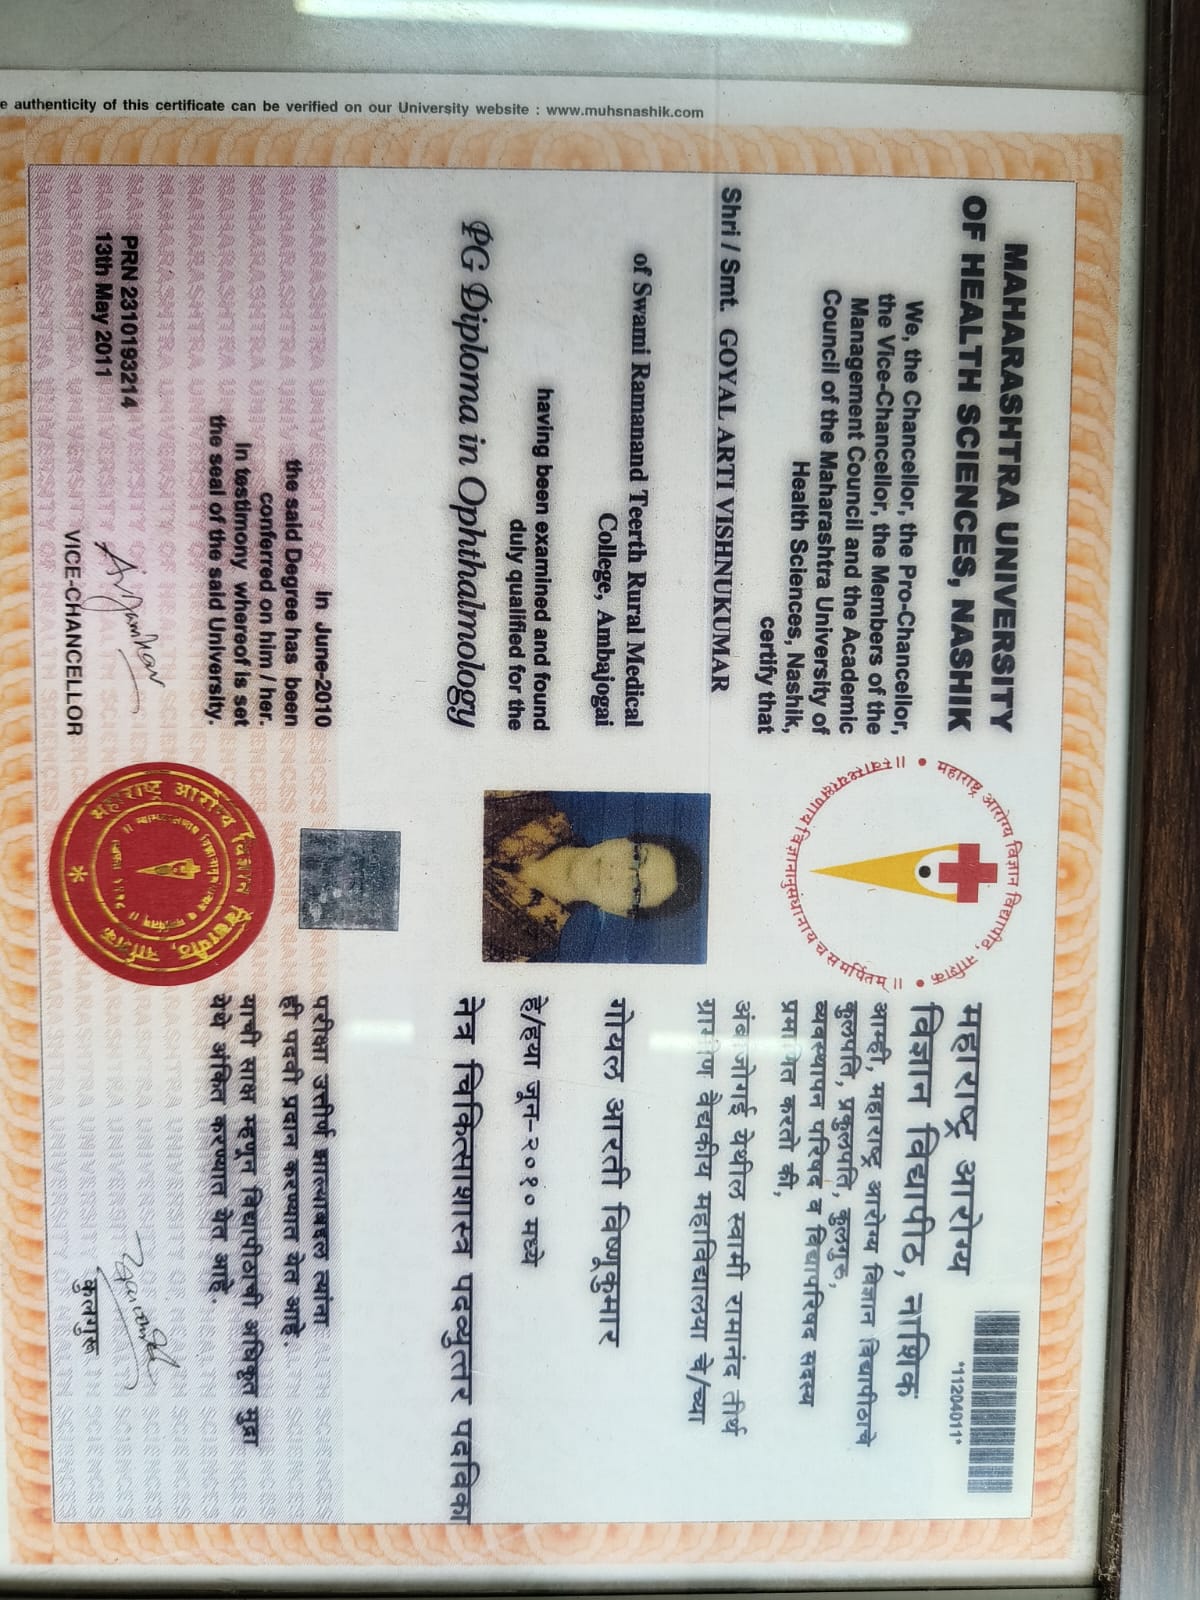 e authenticity of this certificate can be verified on our University website : www.muhsnashik.com
MAHARASHTRA UNIVERSITY
OF HEALTH SCIENCES, NASHIK
We, the Chancellor, the Pro-Chancellor,
the Vice-Chancellor, the Members of the
Management Council and the Academic
Council of the Maharashtra University of
Health Sciences, Nashik,
certify that
Shri / Smt. GOYAL ARTI VISHNUKUMAR
of Swami Ramanand Teerth Rural Medical
College, Ambajogai
having been examined and found
duly qualified for the
PG Diploma in Ophthalmology
in June-2010
the said Degree has been
conferred on him / her.
In testimony whereof is set
the seal of the said University.
PRN 2310193214
13th May 2011
VICE-CHANCELLOR
महाराष्ट्र आरोग्य विज्ञान विद्यापीठ, नाशिक
*11204011*
महाराष्ट्र आरोग्य
विज्ञान विद्यापीठ, नाशिक
आम्ही, महाराष्ट्र आरोग्य विज्ञान विद्यापीठाचे
कुलपति, प्रकुलपति, कुलगुरु,
व्यवस्थापन परिषद व विद्यापरिषद सदस्य
प्रमाणित करतो की,
अंबाजोगाई येथील स्वामी रामानंद तीर्थ
ग्रामीण वैद्यकीय महाविद्यालया चे/च्या
गोयल आरती विष्णूकुमार
हे/हया जून-२०१० मध्ये
नेत्र चिकित्साशास्त्र पदव्युत्तर पदविका
परीक्षा उत्तीर्ण झाल्याबद्दल त्यांना
ही पदवी प्रदान करण्यात येत आहे.
याची साक्ष म्हणून विद्यापीठाची अधिकृत मुद्रा
येथे अंकित करण्यात येत आहे.
कुलगुरू
महाराष्ट्र आरोग्य विज्ञान विद्यापीठ, नाशिक